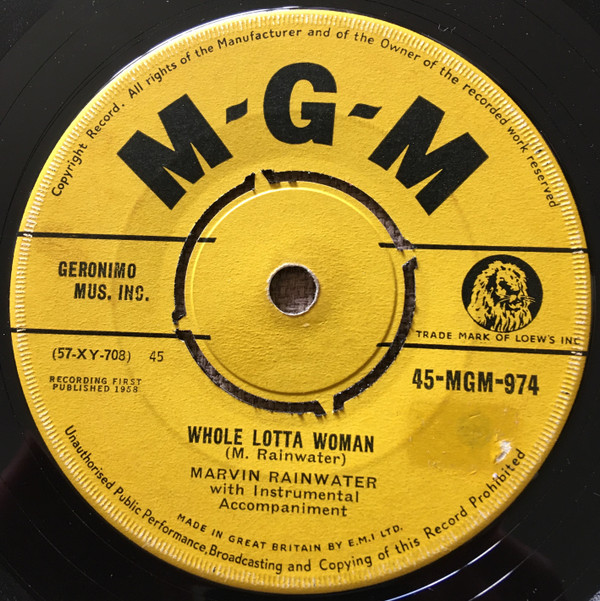 Copyright Record. All rights of the Manufacturer and of the Owner of the recorded work reserved
M-G-M
GERONIMO
MUS. INC.
TRADE MARK OF LOEW'S INC
(57-XY-708) 45
45-MGM-974
RECORDING FIRST
PUBLISHED 1958
WHOLE LOTTA WOMAN
(M. Rainwater)
MARVIN RAINWATER
with Instrumental
Accompaniment
MADE IN GREAT BRITAIN BY E.M.I LTD.
Unauthorised Public Performance, Broadcasting and Copying of this Record Prohibited